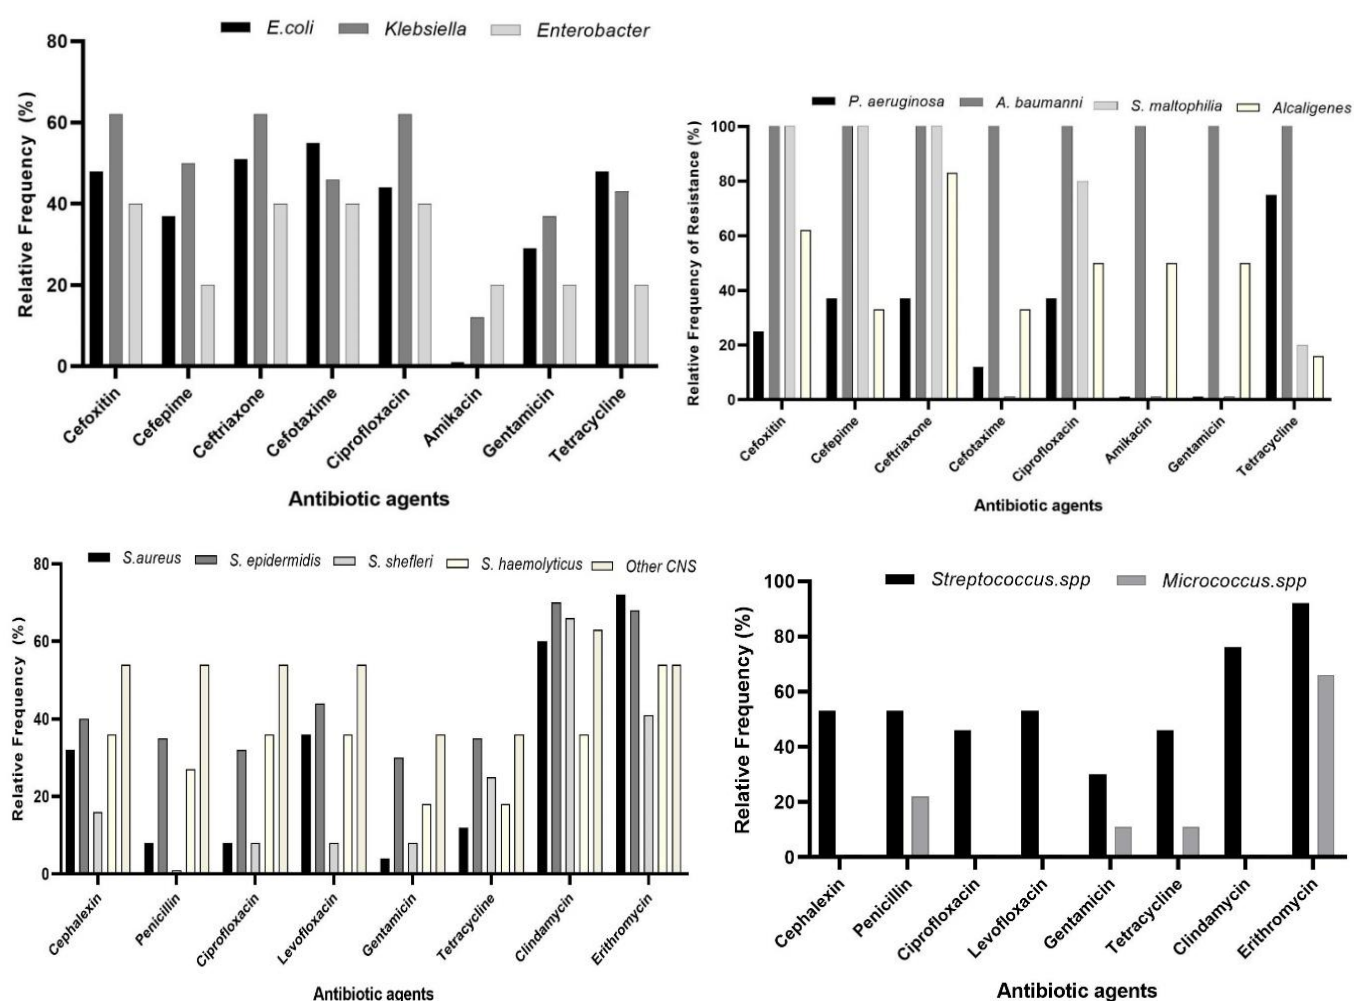 E.coli Klebsiella Enterobacter
Relative Frequency (%)
80
60
40
20
0
Cefoxitin
Cefepime
Ceftriaxone
Cefotaxime
Ciprofloxacin
Amikacin
Gentamicin
Tetracycline
Antibiotic agents
P. aeruginosa A. baumanni S. maltophilia Alcaligenes
Relative Frequency of Resistance (%)
100
80
60
40
20
0
Cefoxitin
Cefepime
Ceftriaxone
Cefotaxime
Ciprofloxacin
Amikacin
Gentamicin
Tetracycline
Antibiotic agents
S.aureus S. epidermidis S. shefleri S. haemolyticus Other CNS
Relative Frequency (%)
80
60
40
20
0
Cephalexin
Penicillin
Ciprofloxacin
Levofloxacin
Gentamicin
Tetracycline
Clindamycin
Erithromycin
Antibiotic agents
Streptococcus.spp Micrococcus.spp
Relative Frequency (%)
100
80
60
40
20
0
Cephalexin
Penicillin
Ciprofloxacin
Levofloxacin
Gentamicin
Tetracycline
Clindamycin
Erithromycin
Antibiotic agents